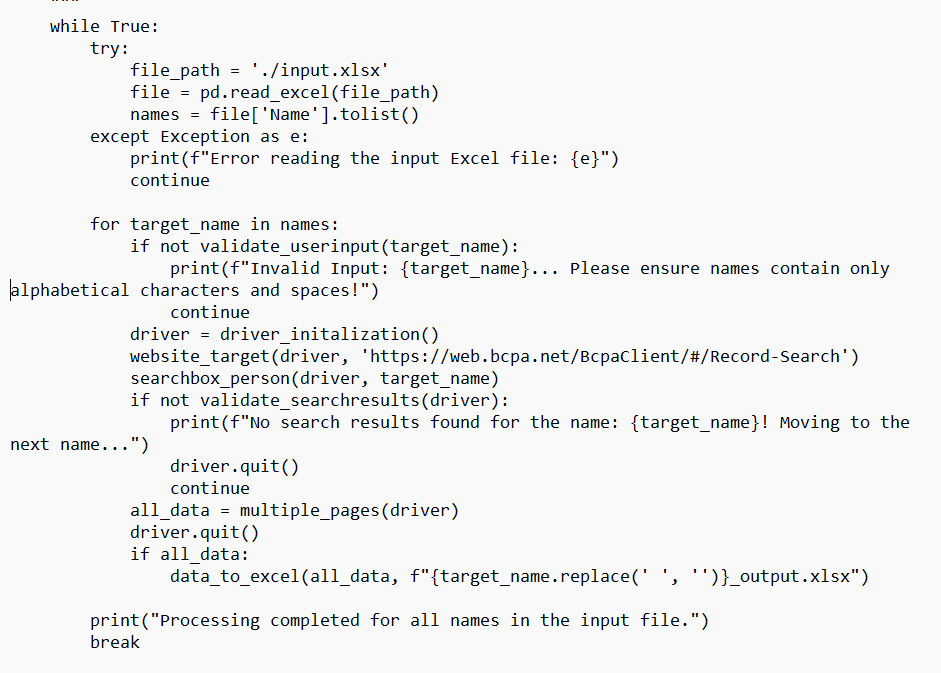 while True:
try:
file_path = './input.xlsx'
file = pd.read_excel(file_path)
names = file['Name'].tolist()
except Exception as e:
print(f"Error reading the input Excel file: {e}")
continue
for target_name in names:
if not validate_userinput(target_name):
print(f"Invalid Input: {target_name}... Please ensure names contain only
alphabetical characters and spaces!")
continue
driver = driver_initalization()
website_target(driver, 'https://web.bcpa.net/BcpaClient/#/Record-Search')
searchbox_person(driver, target_name)
if not validate_searchresults(driver):
print(f"No search results found for the name: {target_name}! Moving to the
next name...")
driver.quit()
continue
all_data = multiple_pages(driver)
driver.quit()
if all_data:
data_to_excel(all_data, f"{target_name.replace(' ', '')}_output.xlsx")
print("Processing completed for all names in the input file.")
break